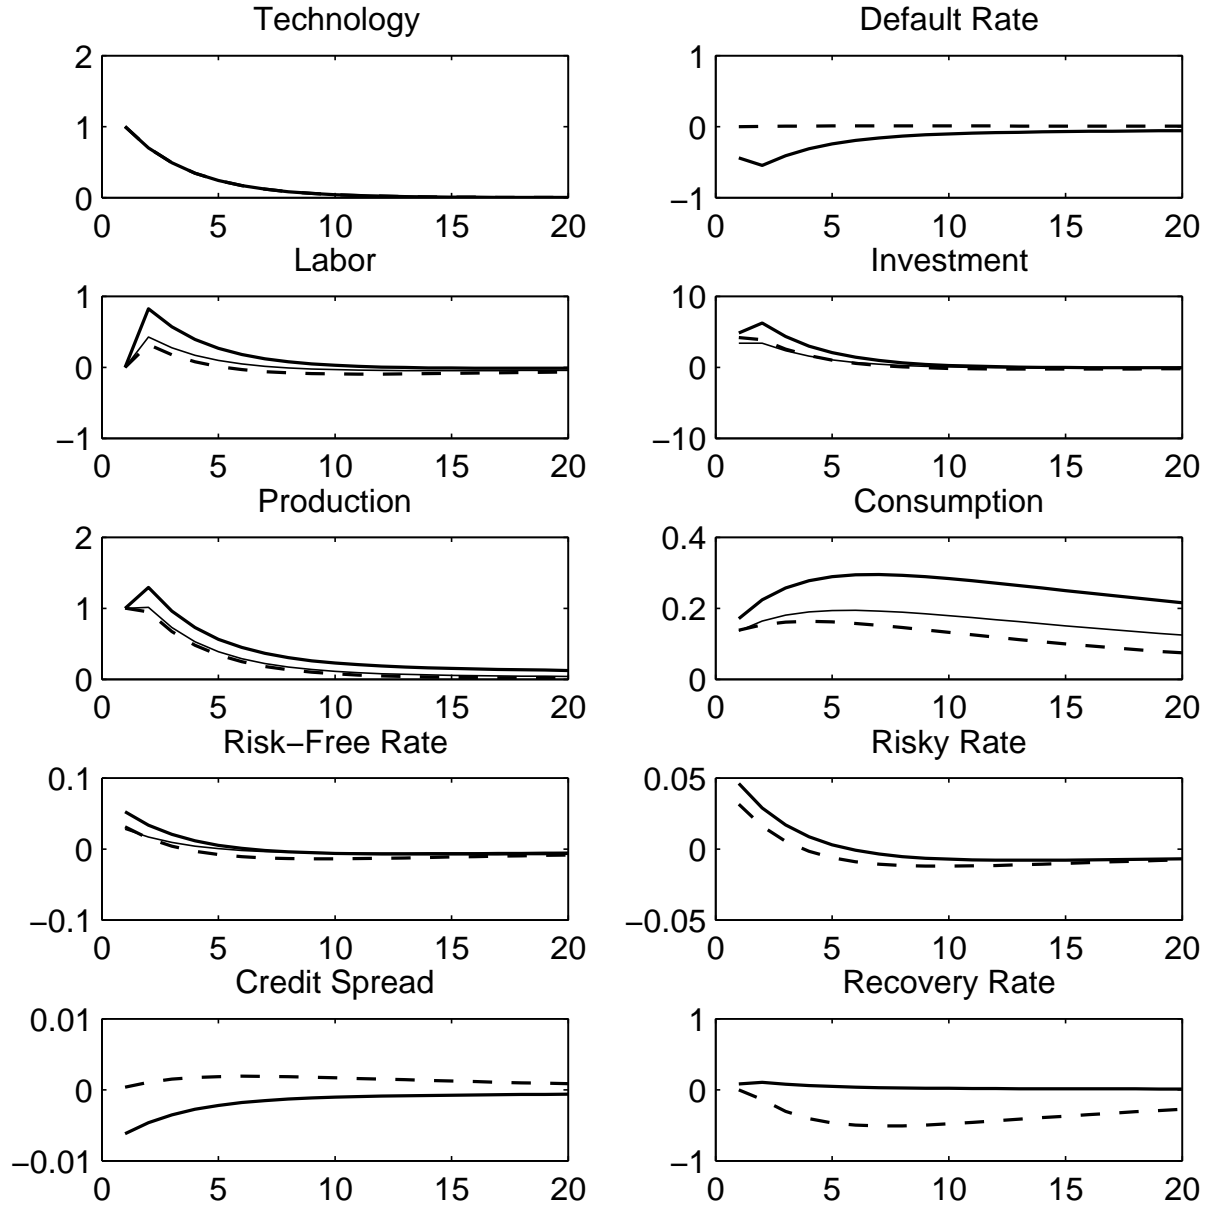 Technology
Default Rate
2
1
0
0 5 10 15 20
1
0
−1
0 5 10 15 20
Labor
Investment
1
0
−1
0 5 10 15 20
10
0
−10
0 5 10 15 20
Production
Consumption
2
1
0
0 5 10 15 20
0.4
0.2
0
0 5 10 15 20
Risk−Free Rate
Risky Rate
0.1
0
−0.1
0 5 10 15 20
0.05
0
−0.05
0 5 10 15 20
Credit Spread
Recovery Rate
0.01
0
−0.01
0 5 10 15 20
1
0
−1
0 5 10 15 20